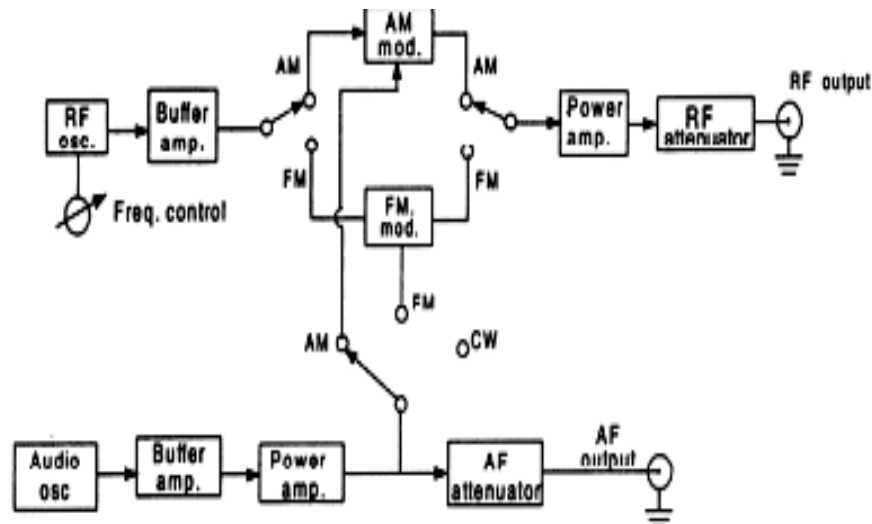 AM
mod.
AM
AM
RF output
RF
osc.
Buffer
amp.
Power
amp.
RF
attenuator
FM
FM
Freq. control
FM.
mod.
FM
AM
CW
Audio
osc
Buffer
amp.
Power
amp.
AF
attenuator
AF
output